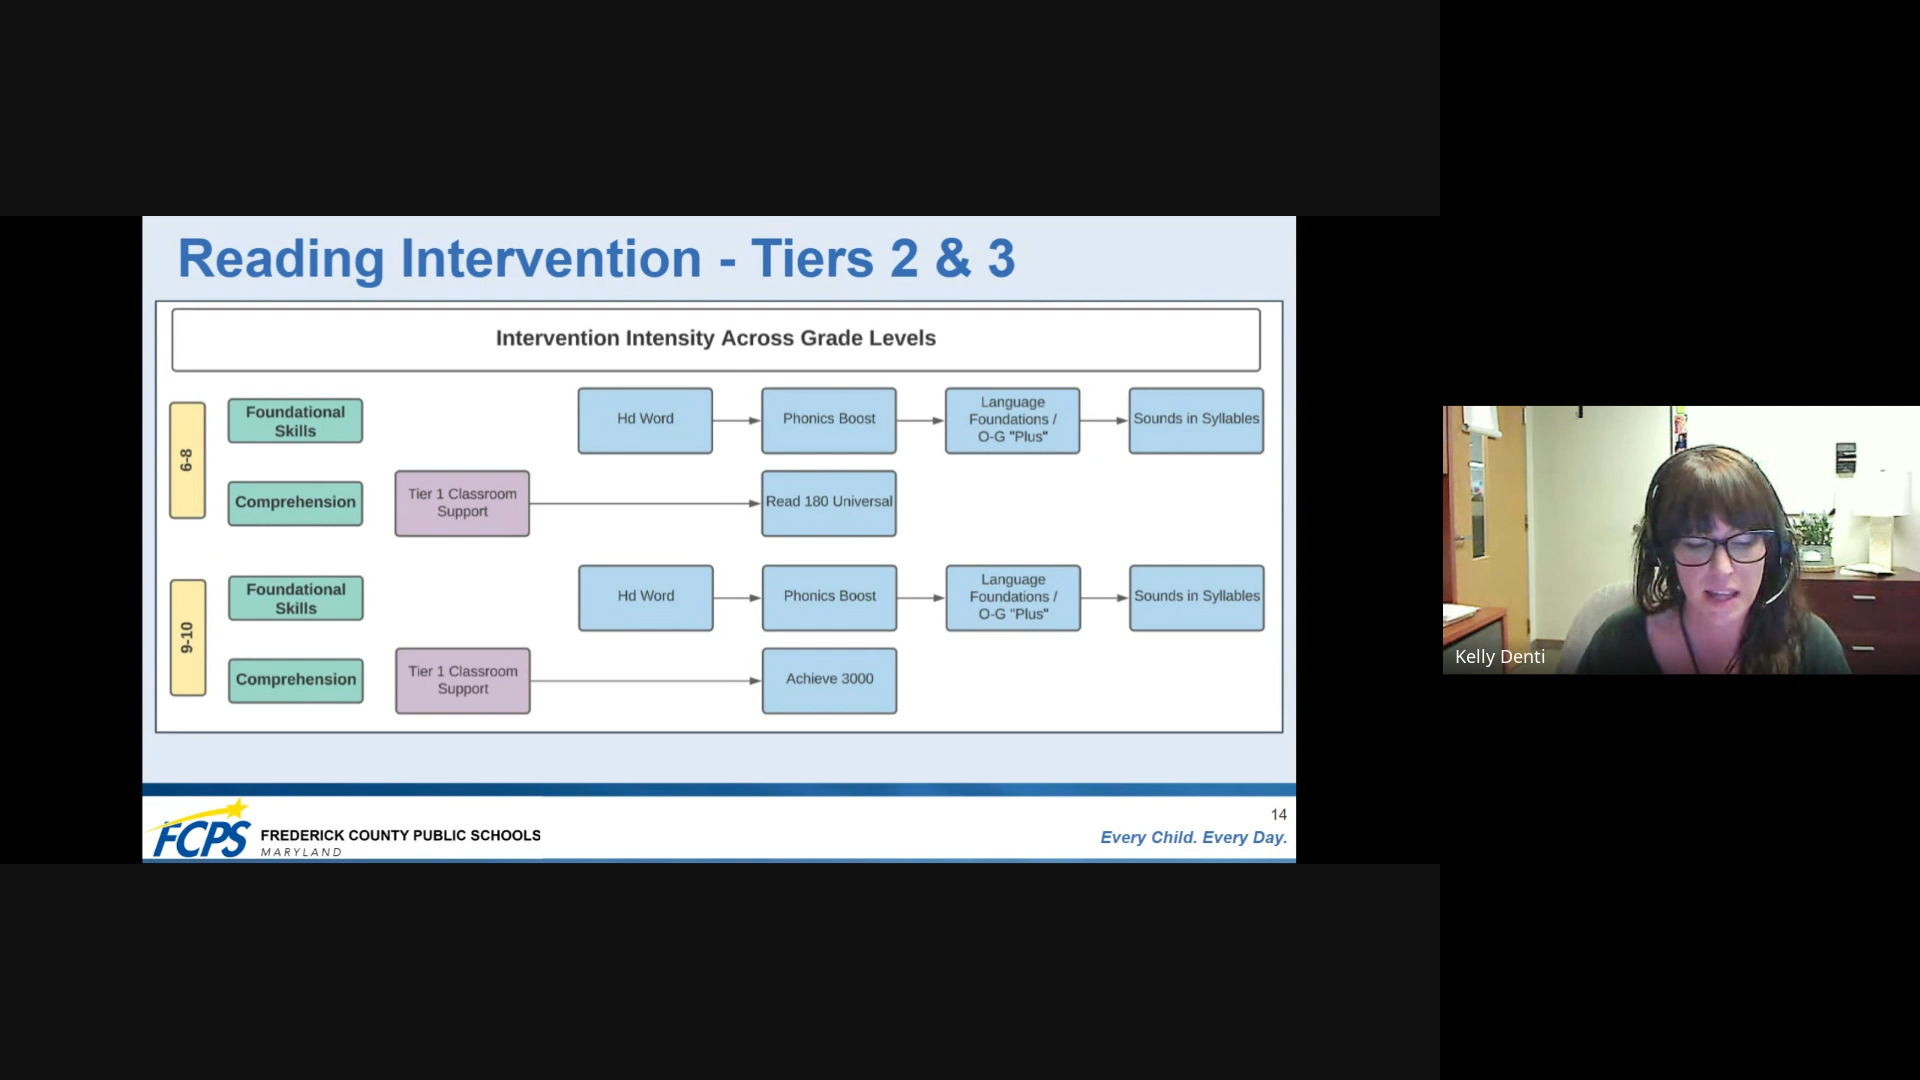 Reading Intervention - Tiers 2 & 3
Intervention Intensity Across Grade Levels
6-8
Foundational
Skills
Hd Word
Phonics Boost
Language
Foundations /
O-G "Plus"
Sounds in Syllables
Comprehension
Tier 1 Classroom
Support
Read 180 Universal
9-10
Foundational
Skills
Hd Word
Phonics Boost
Language
Foundations /
O-G "Plus"
Sounds in Syllables
Comprehension
Tier 1 Classroom
Support
Achieve 3000
FCPS
FREDERICK COUNTY PUBLIC SCHOOLS
MARYLAND
14
Every Child. Every Day.
Kelly Denti